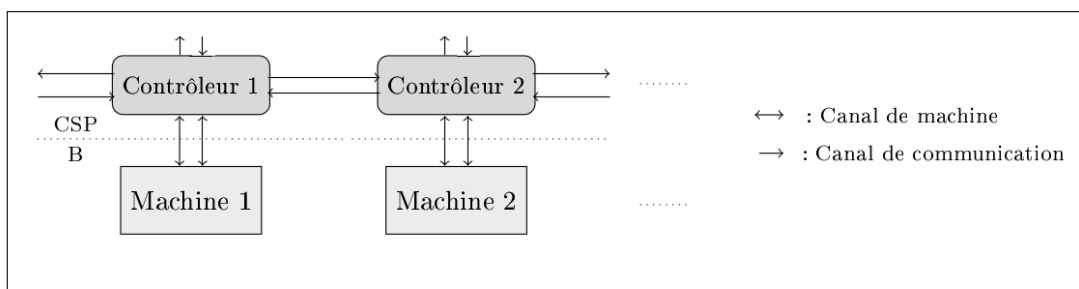 Contrôleur 1
Contrôleur 2
........
CSP
B
↔ : Canal de machine
→ : Canal de communication
Machine 1
Machine 2
........